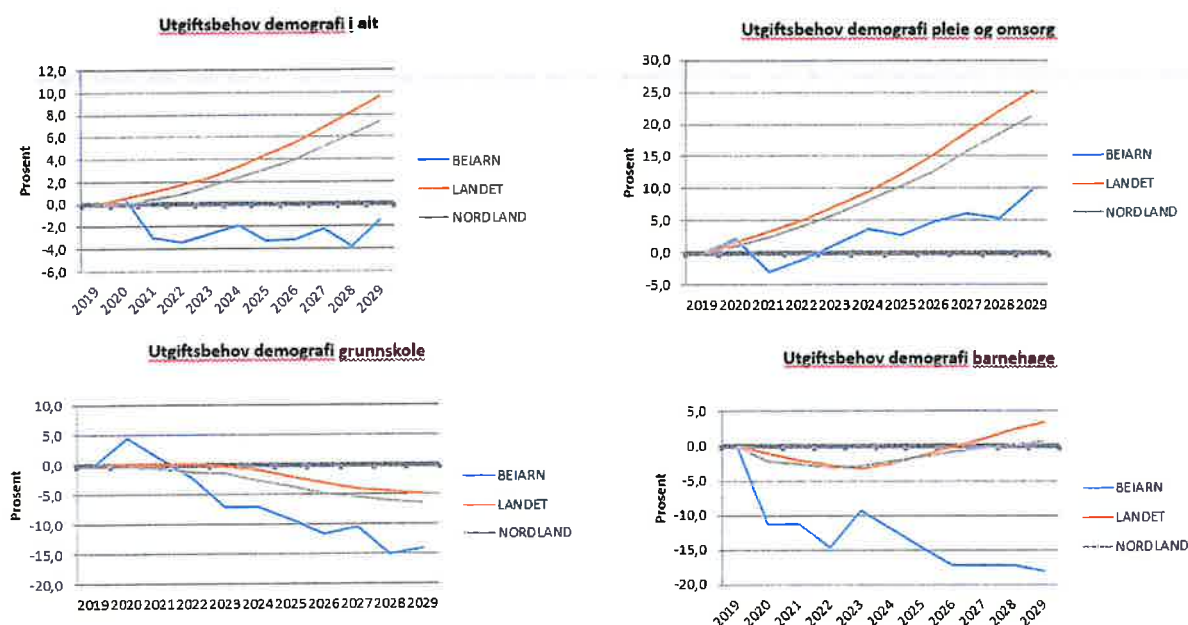 Utgiftsbehov demografi i alt
12,0
10,0
8,0
6,0
4,0
2,0
0,0
-2,0
-4,0
-6,0
Prosent
2019 2020 2021 2022 2023 2024 2025 2026 2027 2028 2029
BEIARN
LANDET
NORDLAND
Utgiftsbehov demografi pleie og omsorg
30,0
25,0
20,0
15,0
10,0
5,0
0,0
-5,0
Prosent
2019 2020 2021 2022 2023 2024 2025 2026 2027 2028 2029
BEIARN
LANDET
NORDLAND
Utgiftsbehov demografi grunnskole
10,0
5,0
0,0
-5,0
-10,0
-15,0
-20,0
Prosent
2019 2020 2021 2022 2023 2024 2025 2026 2027 2028 2029
BEIARN
LANDET
NORDLAND
Utgiftsbehov demografi barnehage
5,0
0,0
-5,0
-10,0
-15,0
-20,0
Prosent
2019 2020 2021 2022 2023 2024 2025 2026 2027 2028 2029
BEIARN
LANDET
NORDLAND